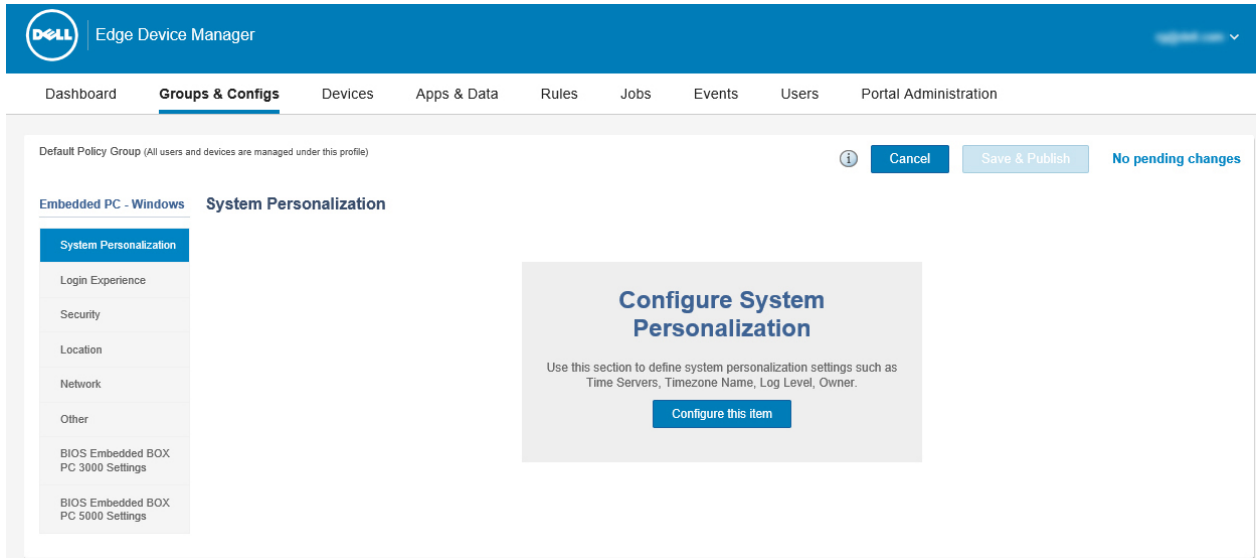 DELL
Edge Device Manager
Dashboard
Groups & Configs
Devices
Apps & Data
Rules
Jobs
Events
Users
Portal Administration
Default Policy Group (All users and devices are managed under this profile)
i
Cancel
Save & Publish
No pending changes
Embedded PC - Windows
System Personalization
System Personalization
Login Experience
Security
Location
Network
Other
BIOS Embedded BOX
PC 3000 Settings
BIOS Embedded BOX
PC 5000 Settings
Configure System
Personalization
Use this section to define system personalization settings such as
Time Servers, Timezone Name, Log Level, Owner.
Configure this item